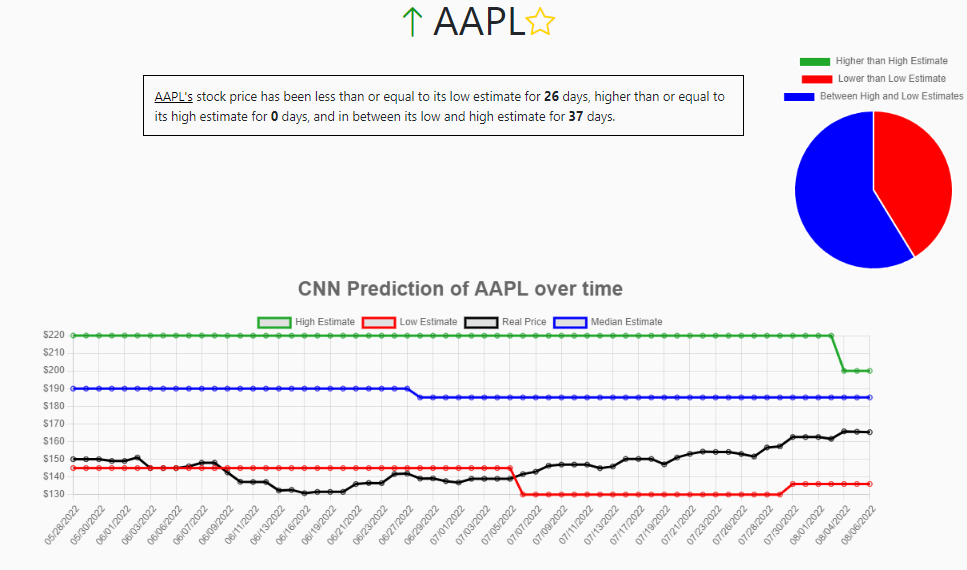 ↑ AAPL☆
Higher than High Estimate
Lower than Low Estimate
Between High and Low Estimates
AAPL's stock price has been less than or equal to its low estimate for 26 days, higher than or equal to
its high estimate for 0 days, and in between its low and high estimate for 37 days.
CNN Prediction of AAPL over time
High Estimate Low Estimate Real Price Median Estimate
$220
$210
$200
$190
$180
$170
$160
$150
$140
$130
05/28/2022 05/30/2022 06/01/2022 06/03/2022 06/06/2022 06/07/2022 06/09/2022 06/11/2022 06/13/2022 06/16/2022 06/19/2022 06/21/2022 06/23/2022 06/27/2022 06/29/2022 07/01/2022 07/03/2022 07/05/2022 07/07/2022 07/09/2022 07/11/2022 07/13/2022 07/17/2022 07/19/2022 07/21/2022 07/23/2022 07/26/2022 07/28/2022 07/30/2022 08/01/2022 08/04/2022 08/06/2022